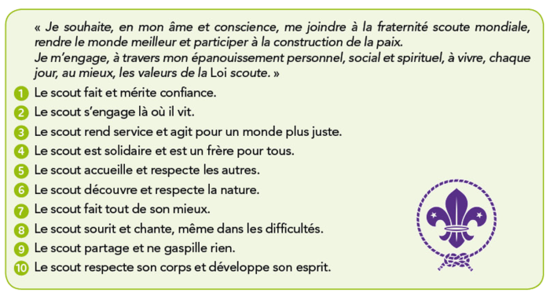 « Je souhaite, en mon âme et conscience, me joindre à la fraternité scoute mondiale,
rendre le monde meilleur et participer à la construction de la paix.
Je m'engage, à travers mon épanouissement personnel, social et spirituel, à vivre, chaque
jour, au mieux, les valeurs de la Loi scoute. »
1 Le scout fait et mérite confiance.
2 Le scout s'engage là où il vit.
3 Le scout rend service et agit pour un monde plus juste.
4 Le scout est solidaire et est un frère pour tous.
5 Le scout accueille et respecte les autres.
6 Le scout découvre et respecte la nature.
7 Le scout fait tout de son mieux.
8 Le scout sourit et chante, même dans les difficultés.
9 Le scout partage et ne gaspille rien.
10 Le scout respecte son corps et développe son esprit.